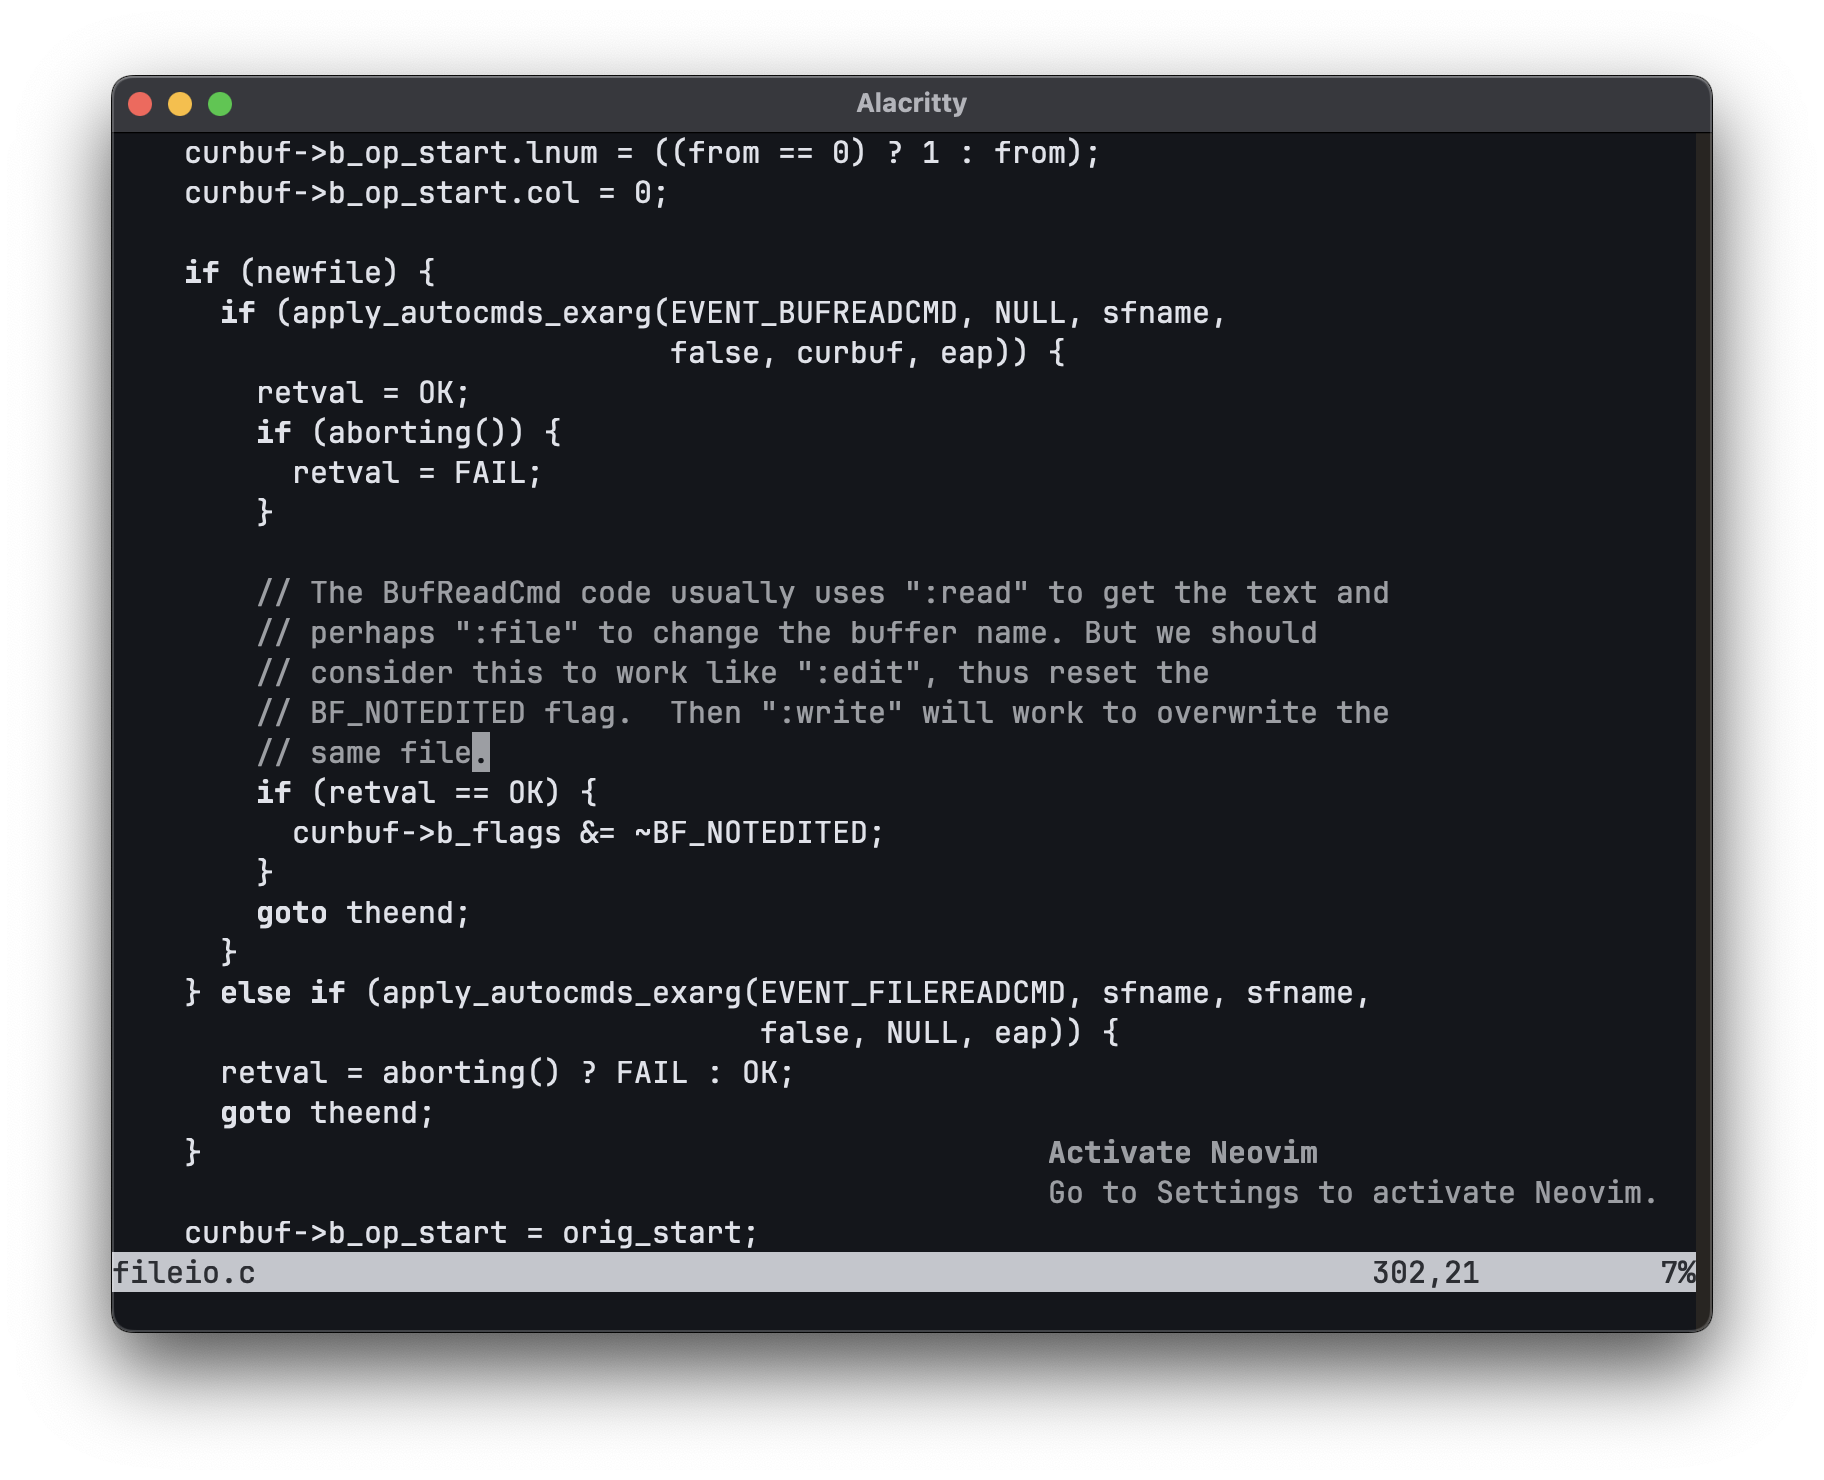 Alacritty
curbuf->b_op_start.lnum = ((from == 0) ? 1 : from);
curbuf->b_op_start.col = 0;
if (newfile) {
if (apply_autocmds_exarg(EVENT_BUFREADCMD, NULL, sfname,
false, curbuf, eap)) {
retval = OK;
if (aborting()) {
retval = FAIL;
}
// The BufReadCmd code usually uses ":read" to get the text and
// perhaps ":file" to change the buffer name. But we should
// consider this to work like ":edit", thus reset the
// BF_NOTEDITED flag.  Then ":write" will work to overwrite the
// same file.
if (retval == OK) {
curbuf->b_flags &= ~BF_NOTEDITED;
}
goto theend;
}
} else if (apply_autocmds_exarg(EVENT_FILEREADCMD, sfname, sfname,
false, NULL, eap)) {
retval = aborting() ? FAIL : OK;
goto theend;
}
Activate Neovim
Go to Settings to activate Neovim.
curbuf->b_op_start = orig_start;
fileio.c 302,21 7%